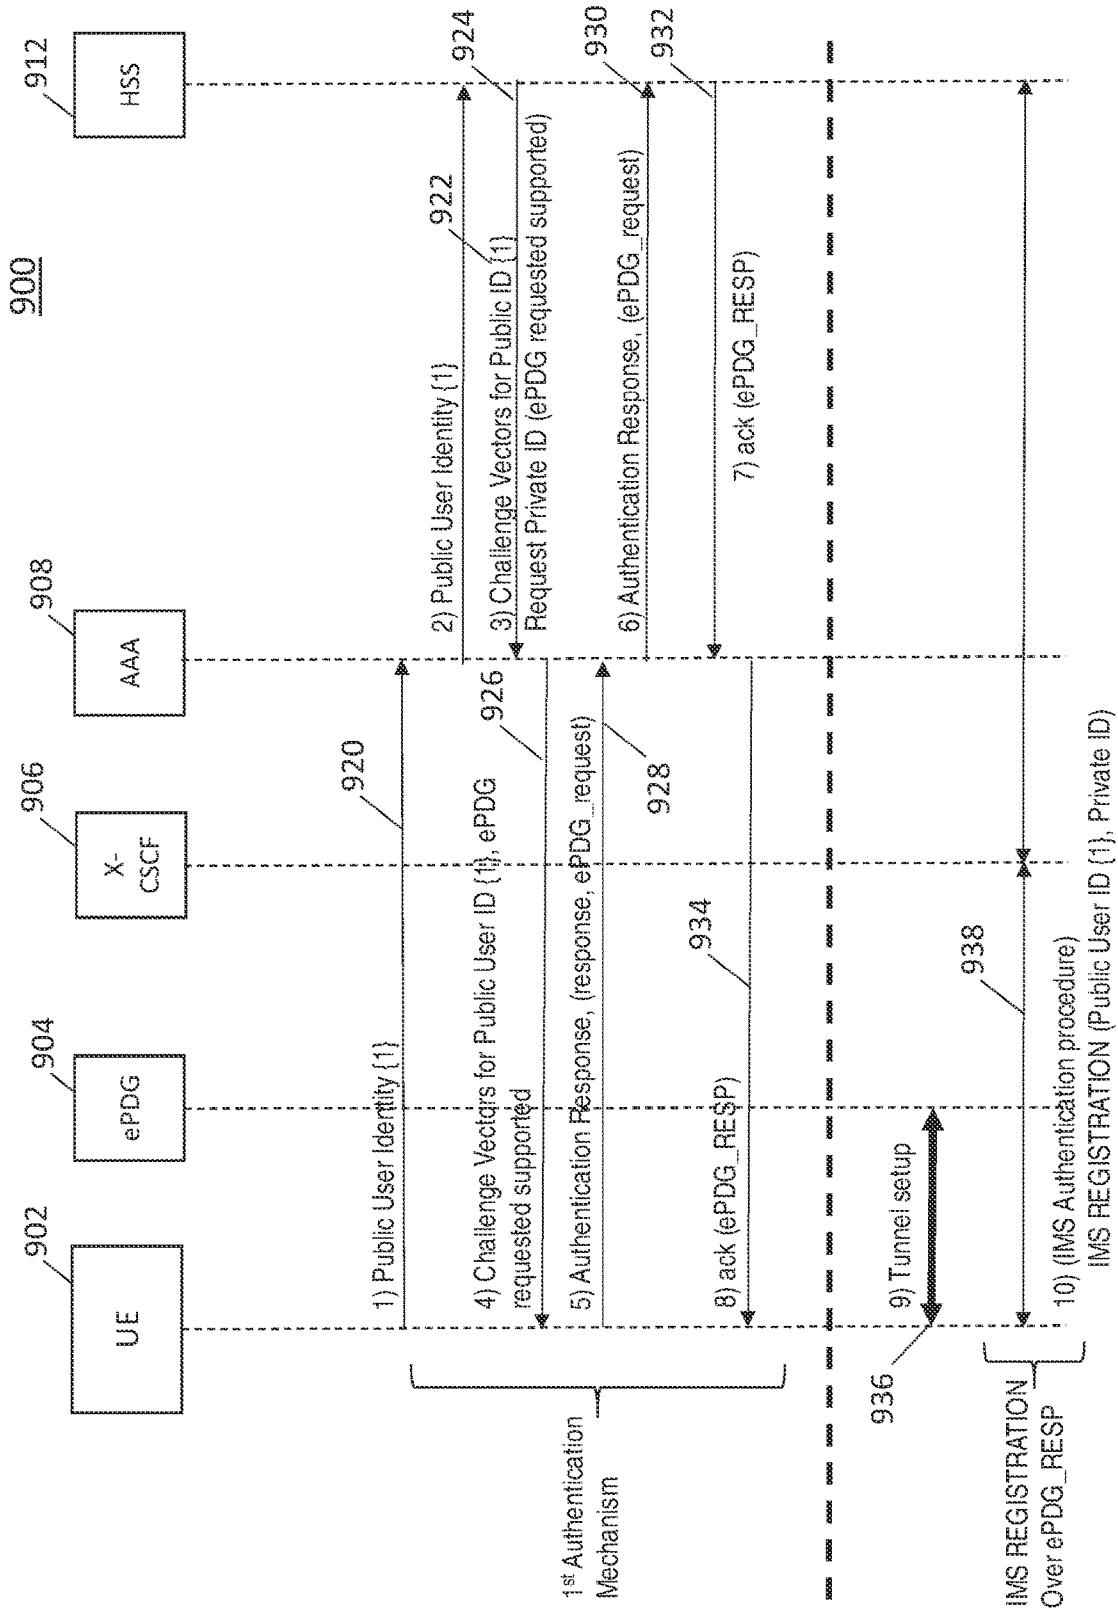 900
902
UE
904
ePDG
906
X-
CSCF
908
AAA
912
HSS
1) Public User Identity {1}
920
2) Public User Identity {1}
922
924
3) Challenge Vectors for Public ID {1}
Request Private ID (ePDG requested supported)
4) Challenge Vectors for Public User ID {1}, ePDG
requested supported
926
5) Authentication Response, (response, ePDG_request)
928
6) Authentication Response, (ePDG_request)
930
932
7) ack (ePDG_RESP)
8) ack (ePDG_RESP)
934
1st Authentication
Mechanism
9) Tunnel setup
936
938
10) (IMS Authentication procedure)
IMS REGISTRATION (Public User ID {1}, Private ID)
IMS REGISTRATION
Over ePDG_RESP